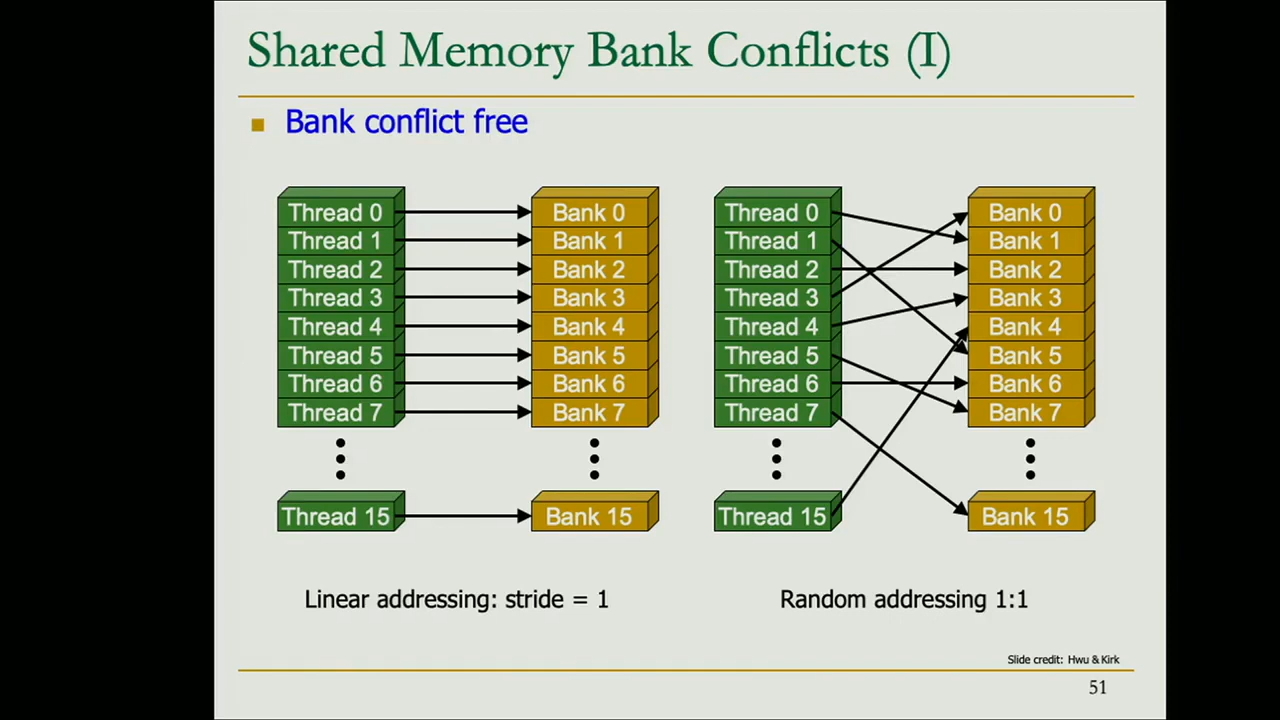 Shared Memory Bank Conflicts (I)
Bank conflict free
Thread 0
Thread 1
Thread 2
Thread 3
Thread 4
Thread 5
Thread 6
Thread 7
Thread 15
Bank 0
Bank 1
Bank 2
Bank 3
Bank 4
Bank 5
Bank 6
Bank 7
Bank 15
Linear addressing: stride = 1
Thread 0
Thread 1
Thread 2
Thread 3
Thread 4
Thread 5
Thread 6
Thread 7
Thread 15
Bank 0
Bank 1
Bank 2
Bank 3
Bank 4
Bank 5
Bank 6
Bank 7
Bank 15
Random addressing 1:1
Slide credit: Hwu & Kirk
51